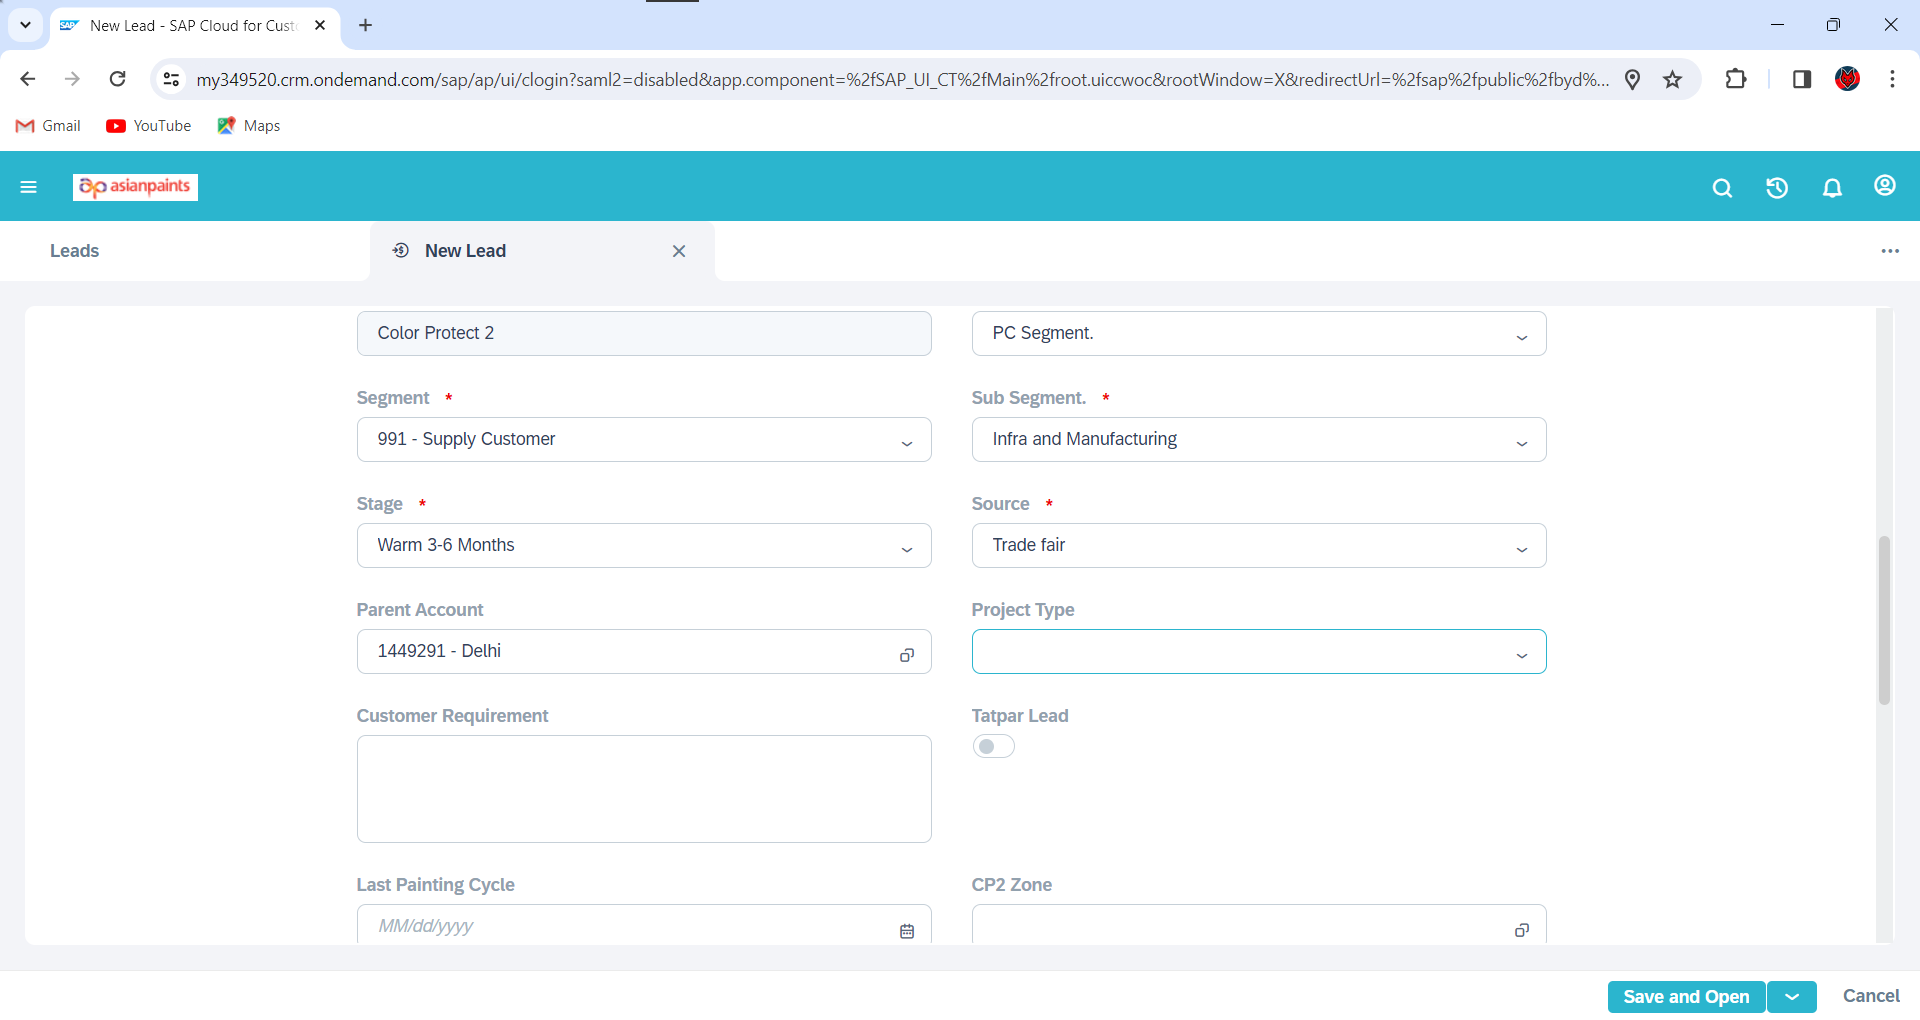 New Lead - SAP Cloud for Cust
my349520.crm.ondemand.com/sap/ap/ui/clogin?saml2=disabled&app.component=%2fSAP_UI_CT%2fMain%2froot.uiccwoc&rootWindow=X&redirectUrl=%2fsap%2fpublic%2fbyd%...
Gmail YouTube Maps
asianpaints
Leads New Lead
Color Protect 2 PC Segment.
Segment * Sub Segment. *
991 - Supply Customer Infra and Manufacturing
Stage * Source *
Warm 3-6 Months Trade fair
Parent Account Project Type
1449291 - Delhi
Customer Requirement Tatpar Lead
Last Painting Cycle CP2 Zone
MM/dd/yyyy
Save and Open Cancel